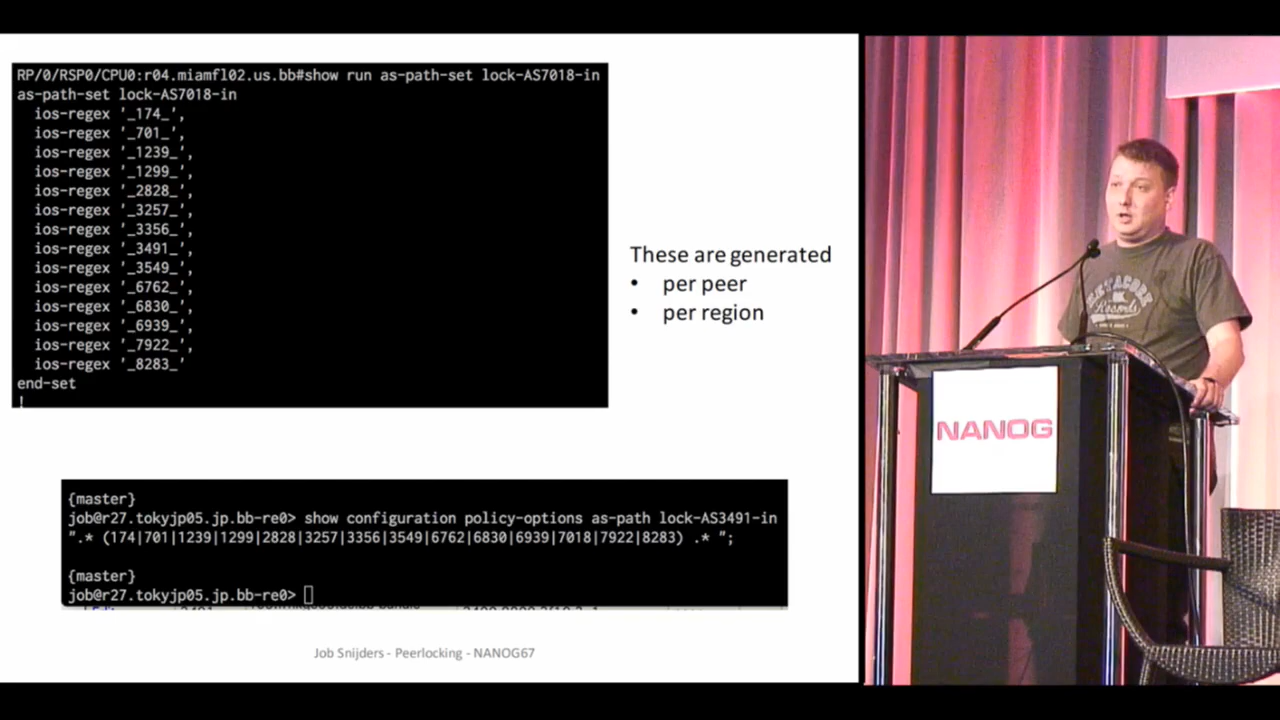 RP/0/RSP0/CPU0:r04.miamfl02.us.bb#show run as-path-set lock-AS7018-in
as-path-set lock-AS7018-in
ios-regex '_174_',
ios-regex '_701_',
ios-regex '_1239_',
ios-regex '_1299_',
ios-regex '_2828_',
ios-regex '_3257_',
ios-regex '_3356_',
ios-regex '_3491_',
ios-regex '_3549_',
ios-regex '_6762_',
ios-regex '_6830_',
ios-regex '_6939_',
ios-regex '_7922_',
ios-regex '_8283_'
end-set
!
These are generated
• per peer
• per region
{master}
job@r27.tokyjp05.jp.bb-re0> show configuration policy-options as-path lock-AS3491-in
".* (174|701|1239|1299|2828|3257|3356|3549|6762|6830|6939|7018|7922|8283) .* ";
{master}
job@r27.tokyjp05.jp.bb-re0>
Job Snijders - Peerlocking - NANOG67
Records
NANOG